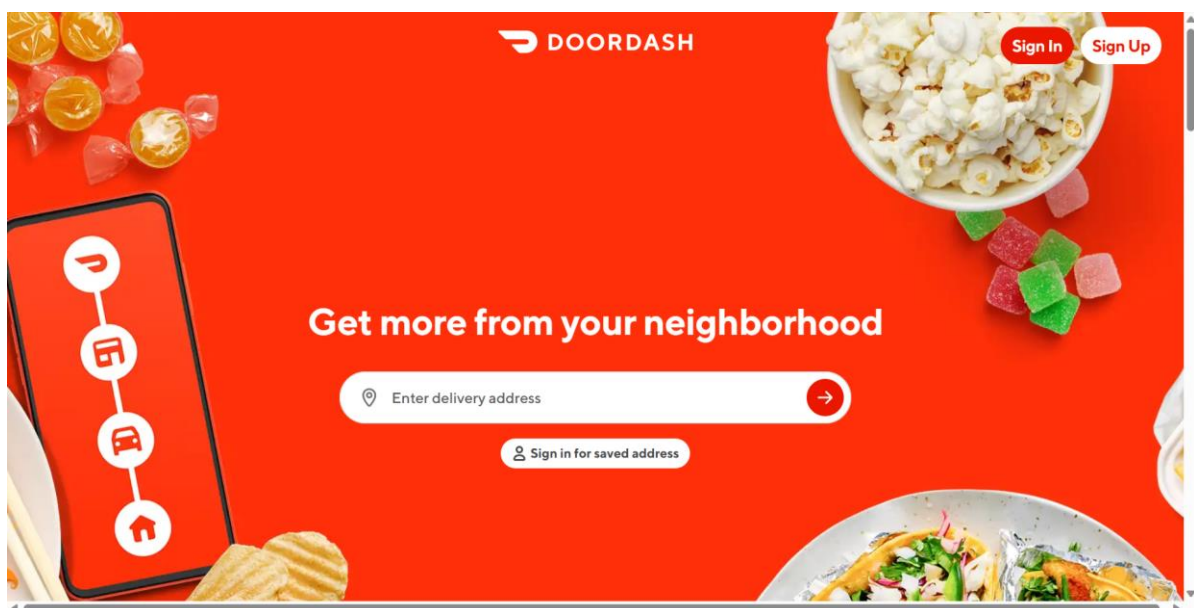 DOORDASH
Sign In
Sign Up
Get more from your neighborhood
Enter delivery address
Sign in for saved address